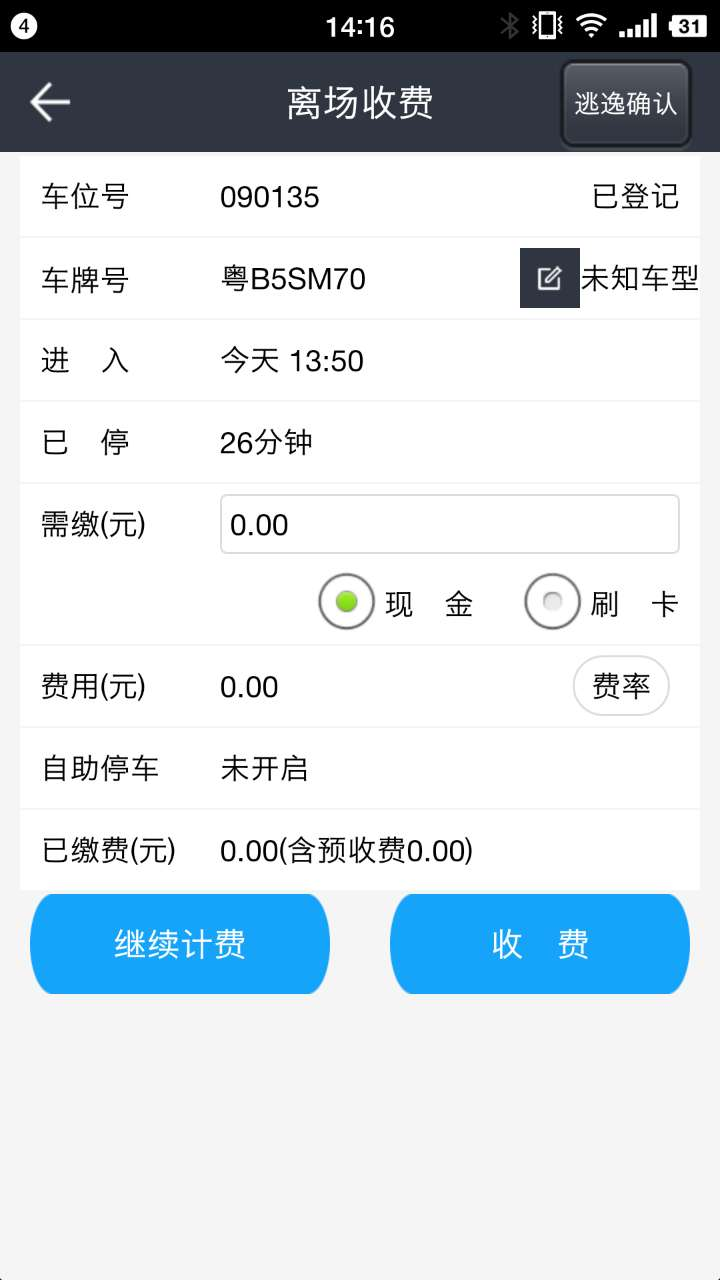 4 14:16 31
离场收费 逃逸确认
车位号 090135 已登记
车牌号 粤B5SM70 未知车型
进 入 今天 13:50
已 停 26分钟
需缴(元) 0.00
现 金 刷 卡
费用(元) 0.00 费率
自助停车 未开启
已缴费(元) 0.00(含预收费0.00)
继续计费 收 费